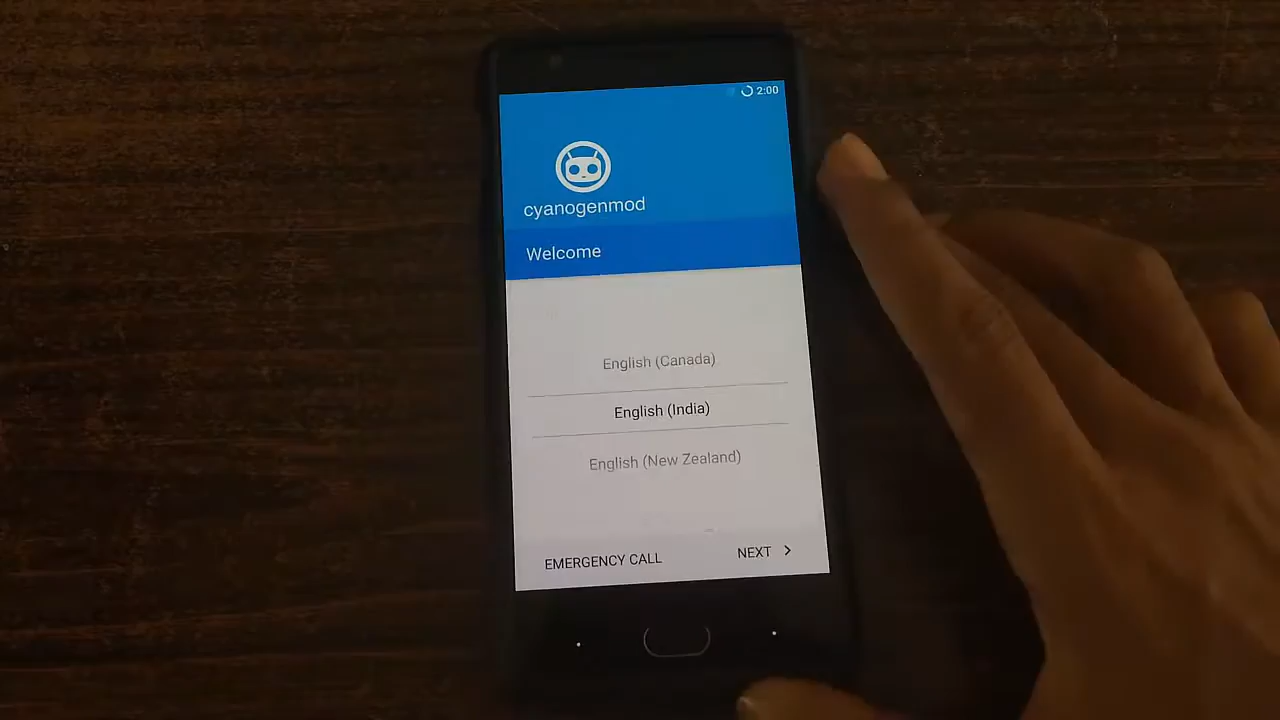 2:00
cyanogenmod
Welcome
English (Canada)
English (India)
English (New Zealand)
EMERGENCY CALL
NEXT